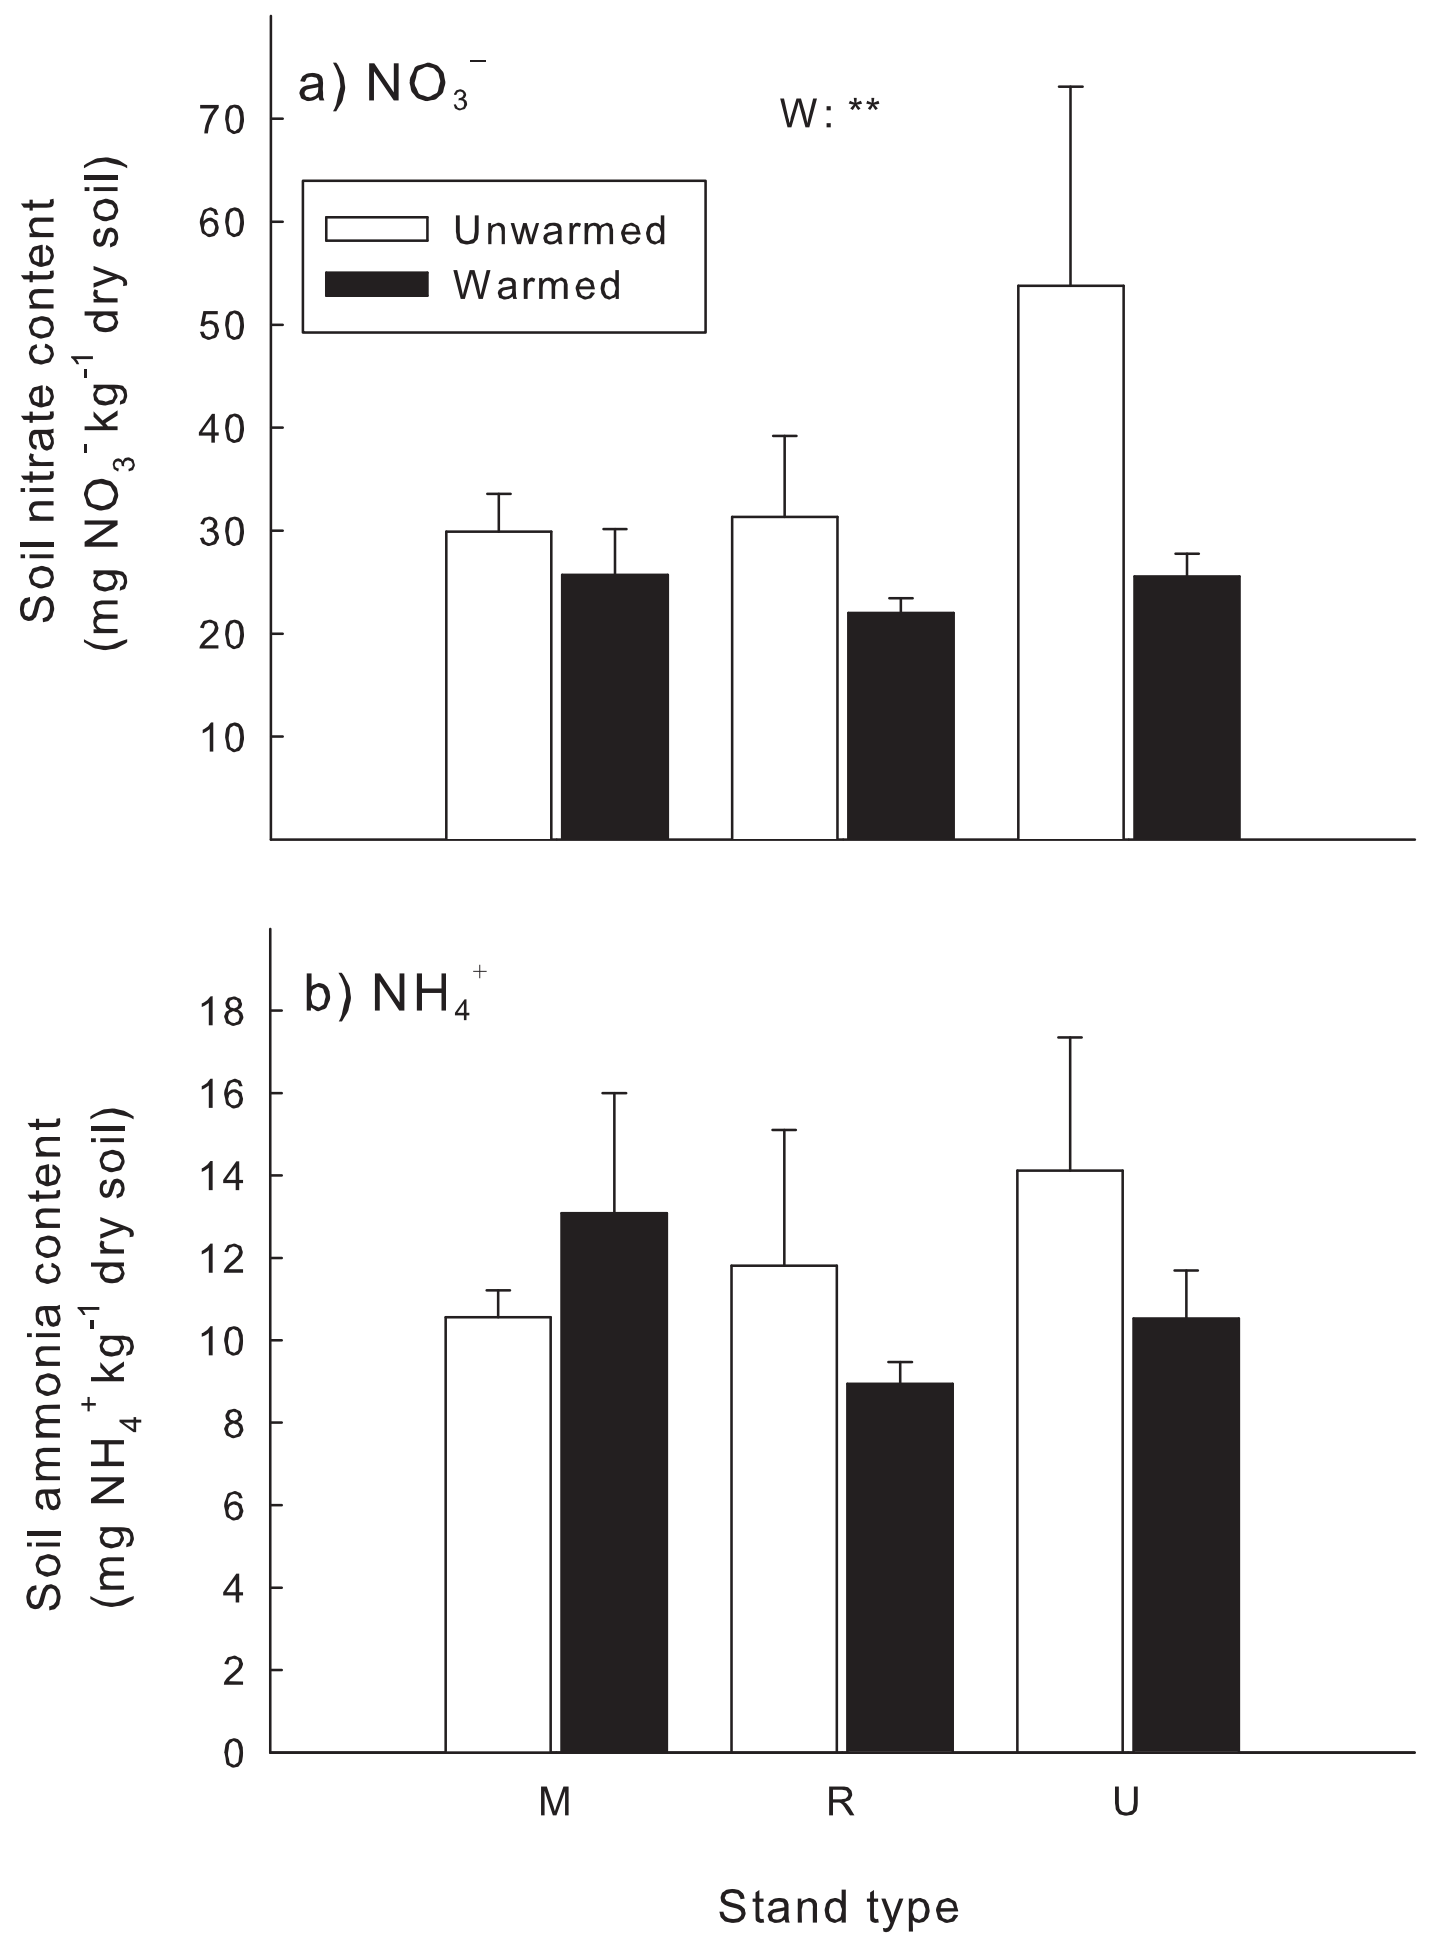 a) NO₃⁻
W: **
Unwarmed
Warmed
70
60
50
40
30
20
10
Soil nitrate content
(mg NO₃⁻ kg⁻¹ dry soil)
b) NH₄⁺
18
16
14
12
10
8
6
4
2
0
Soil ammonia content
(mg NH₄⁺ kg⁻¹ dry soil)
M R U
Stand type